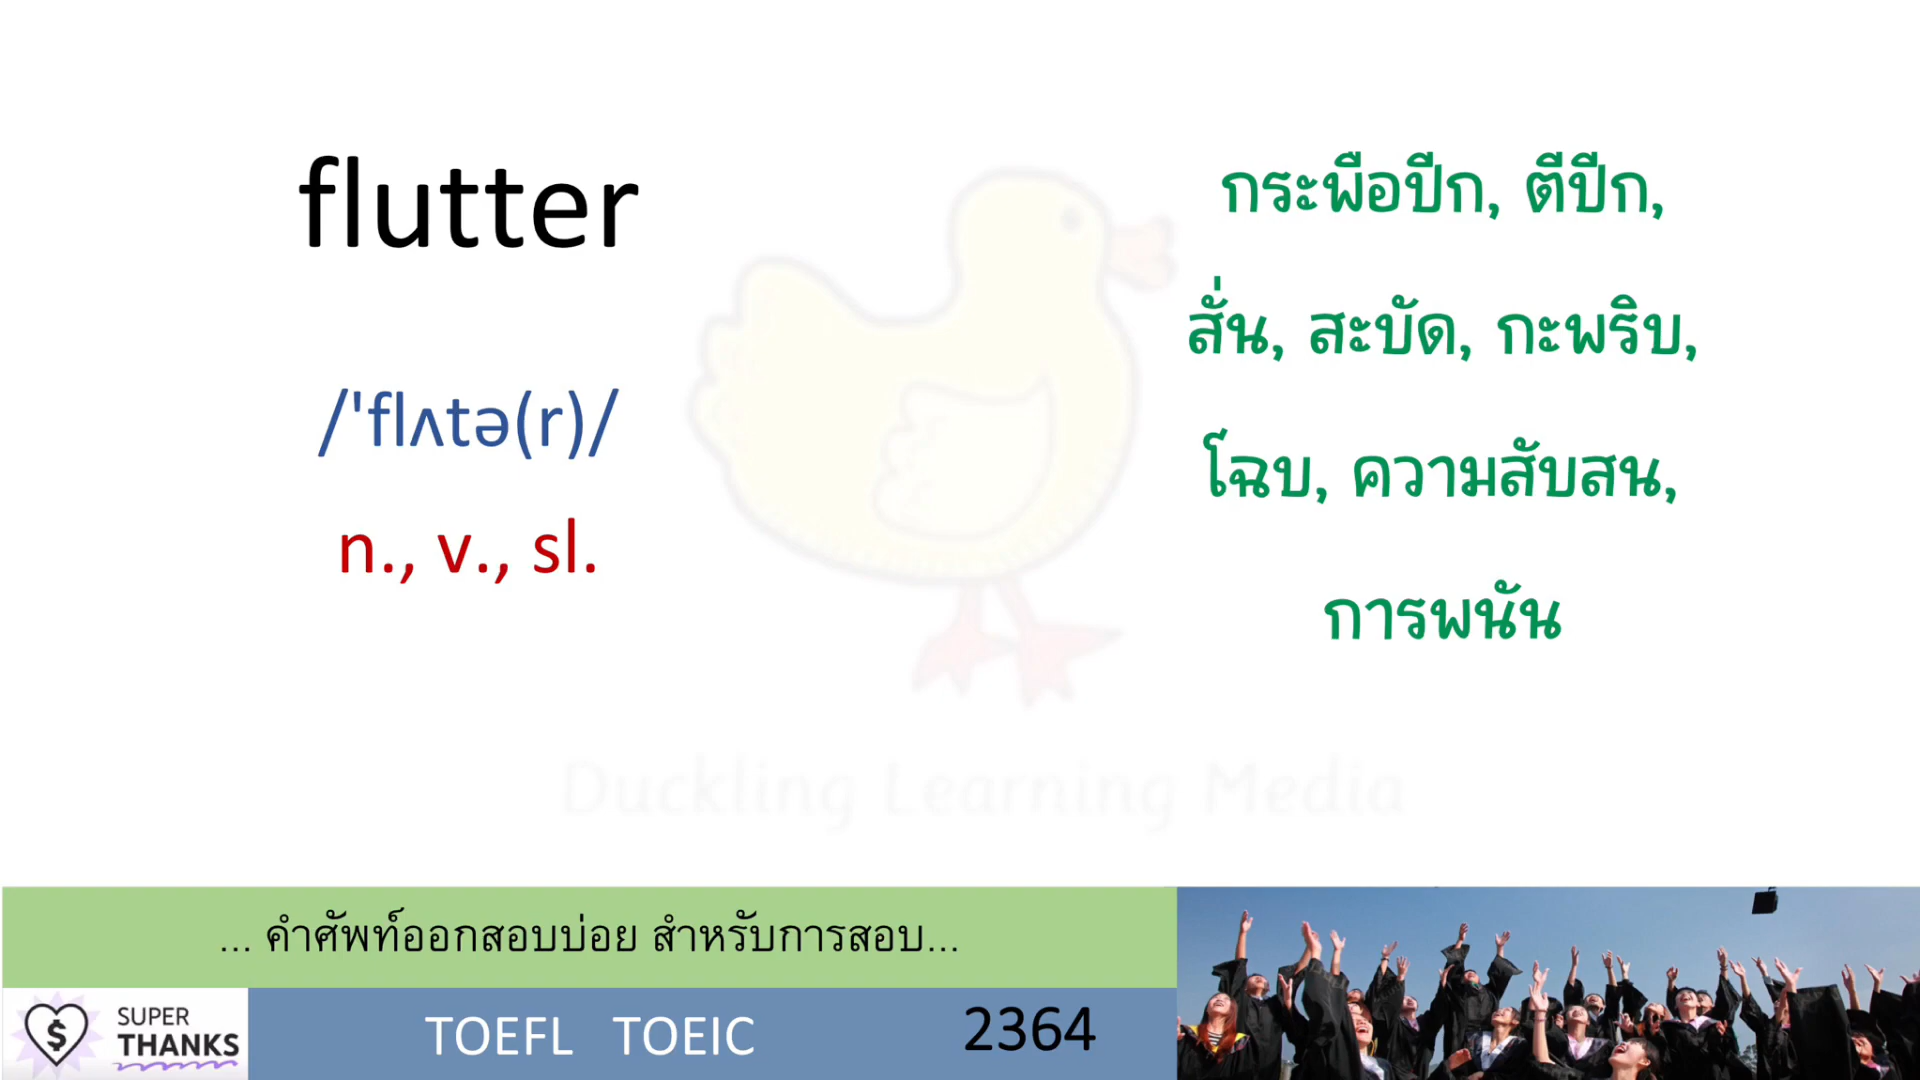 flutter
/'flʌtə(r)/
n., v., sl.
กระพือปีก, ตีปีก,
สั่น, สะบัด, กะพริบ,
โฉบ, ความสับสน,
การพนัน
Duckling Learning Media
... คำศัพท์ออกสอบบ่อย สำหรับการสอบ...
$
SUPER
THANKS
TOEFL TOEIC
2364